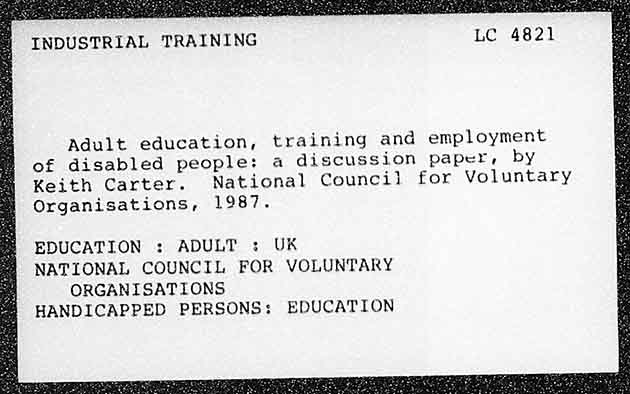 INDUSTRIAL TRAINING LC 4821
Adult education, training and employment
of disabled people: a discussion paper, by
Keith Carter. National Council for Voluntary
Organisations, 1987.
EDUCATION : ADULT : UK
NATIONAL COUNCIL FOR VOLUNTARY
ORGANISATIONS
HANDICAPPED PERSONS: EDUCATION